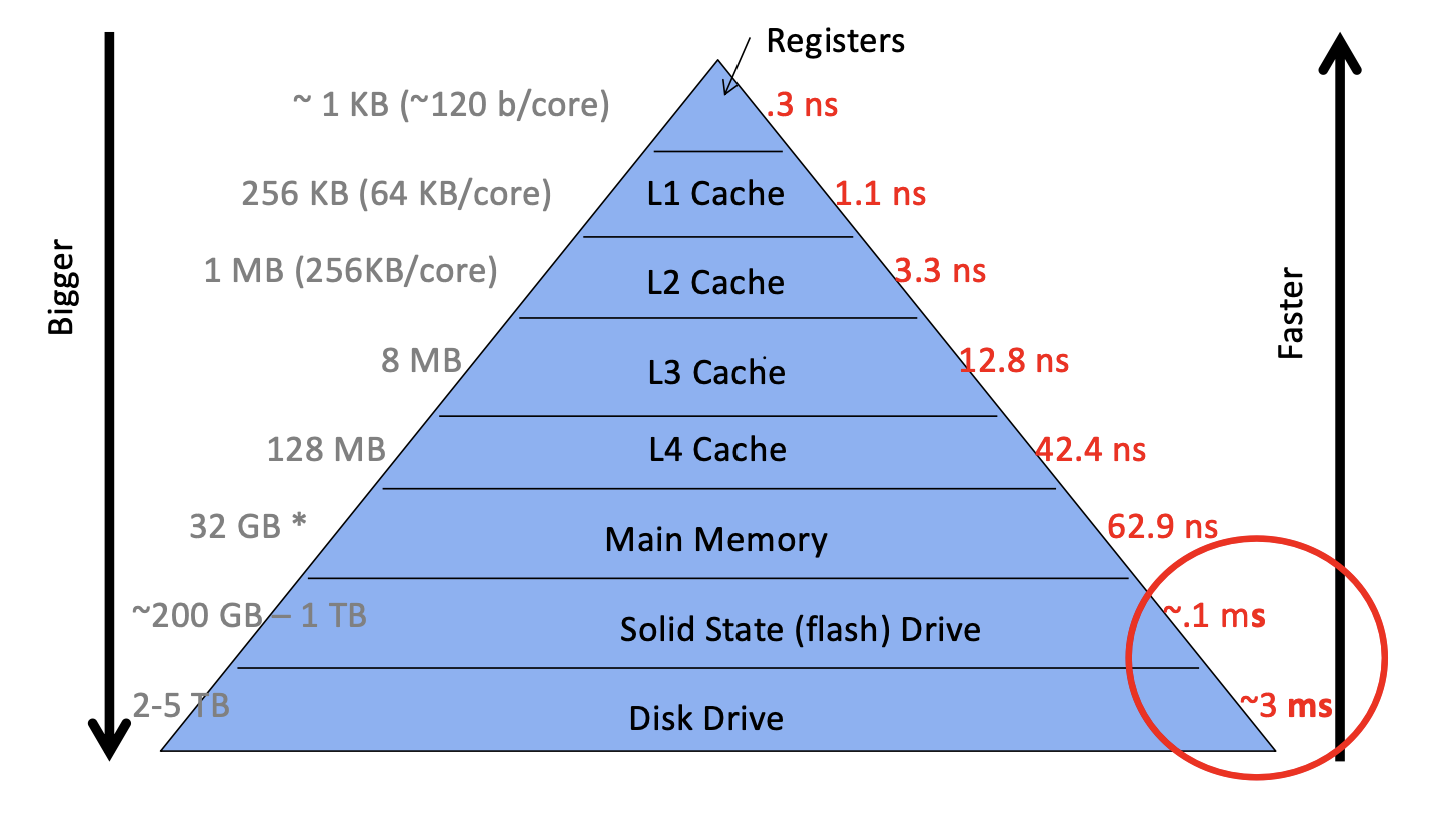 Registers
~ 1 KB (~120 b/core)
.3 ns
256 KB (64 KB/core)
L1 Cache
1.1 ns
1 MB (256KB/core)
L2 Cache
3.3 ns
8 MB
L3 Cache
12.8 ns
128 MB
L4 Cache
42.4 ns
32 GB *
Main Memory
62.9 ns
~200 GB – 1 TB
Solid State (flash) Drive
~.1 ms
2-5 TB
Disk Drive
~3 ms
Bigger
Faster